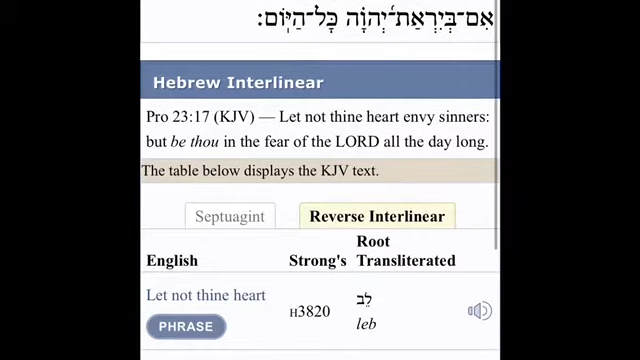 אִם־בְּיִרְאַת־יְ֝הוָ֗ה כָּל־הַיּֽוֹם׃
Hebrew Interlinear
Pro 23:17 (KJV) — Let not thine heart envy sinners:
but be thou in the fear of the LORD all the day long.
The table below displays the KJV text.
Septuagint Reverse Interlinear
English Strong's Root Transliterated
Let not thine heart H3820 לֵב
PHRASE leb